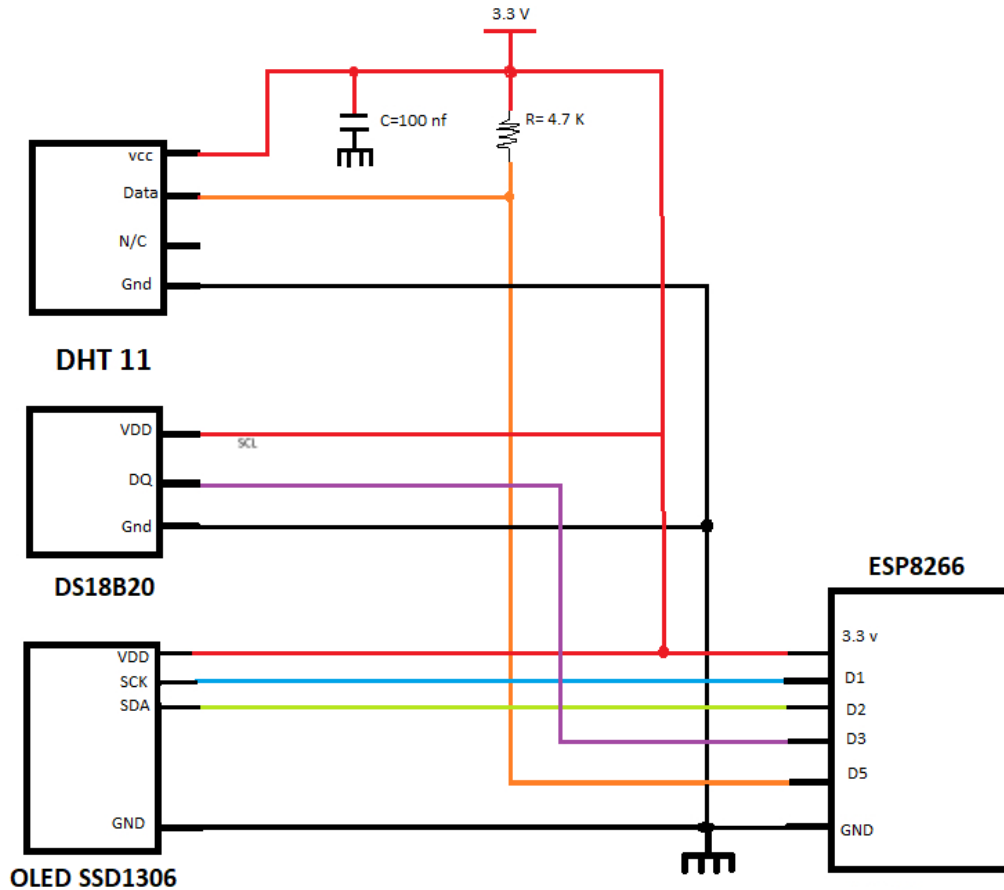 3.3 V
C=100 nf
R= 4.7 K
vcc
Data
N/C
Gnd
DHT 11
VDD
SCL
DQ
Gnd
DS18B20
ESP8266
VDD
SCK
SDA
GND
OLED SSD1306
3.3 v
D1
D2
D3
D5
GND